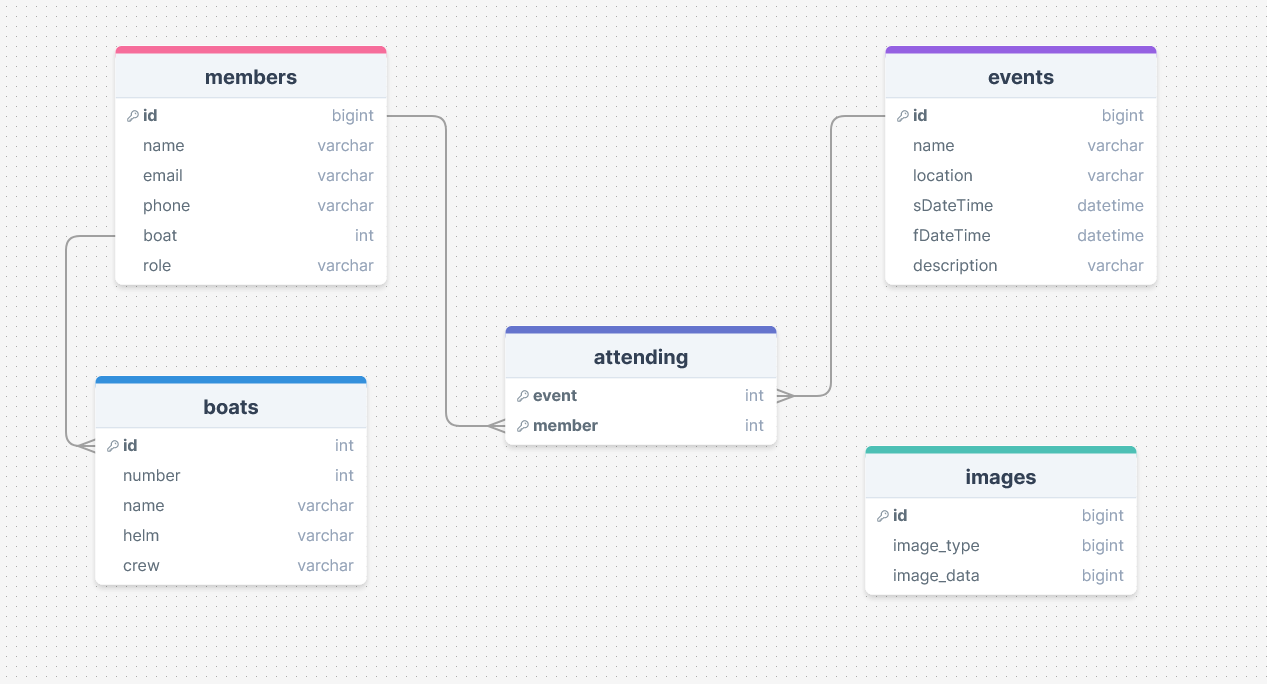 members
id bigint
name varchar
email varchar
phone varchar
boat int
role varchar
events
id bigint
name varchar
location varchar
sDateTime datetime
fDateTime datetime
description varchar
attending
event int
member int
boats
id int
number int
name varchar
helm varchar
crew varchar
images
id bigint
image_type bigint
image_data bigint